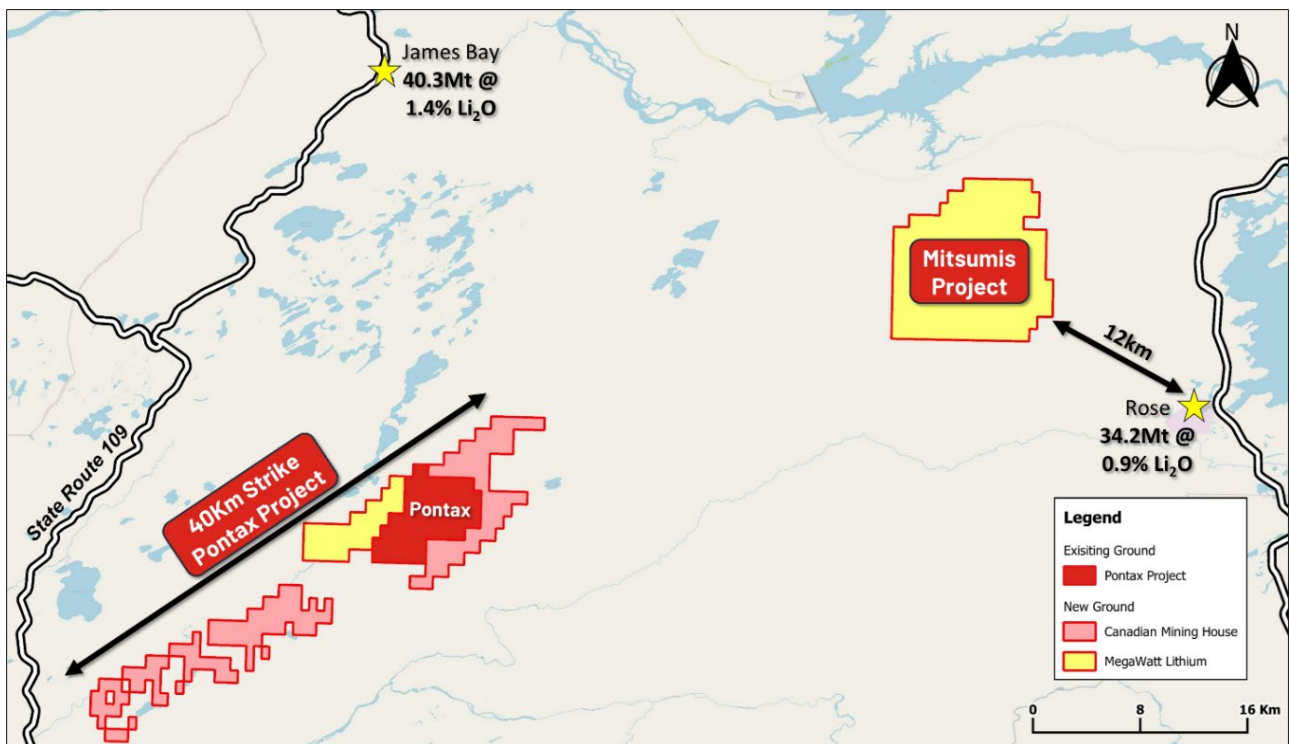 James Bay
40.3Mt @
1.4% Li₂O
N
Mitsumis
Project
12km
Rose
34.2Mt @
0.9% Li₂O
State Route 109
40Km Strike
Pontax Project
Pontax
Legend
Exisiting Ground
Pontax Project
New Ground
Canadian Mining House
MegaWatt Lithium
0 8 16 Km